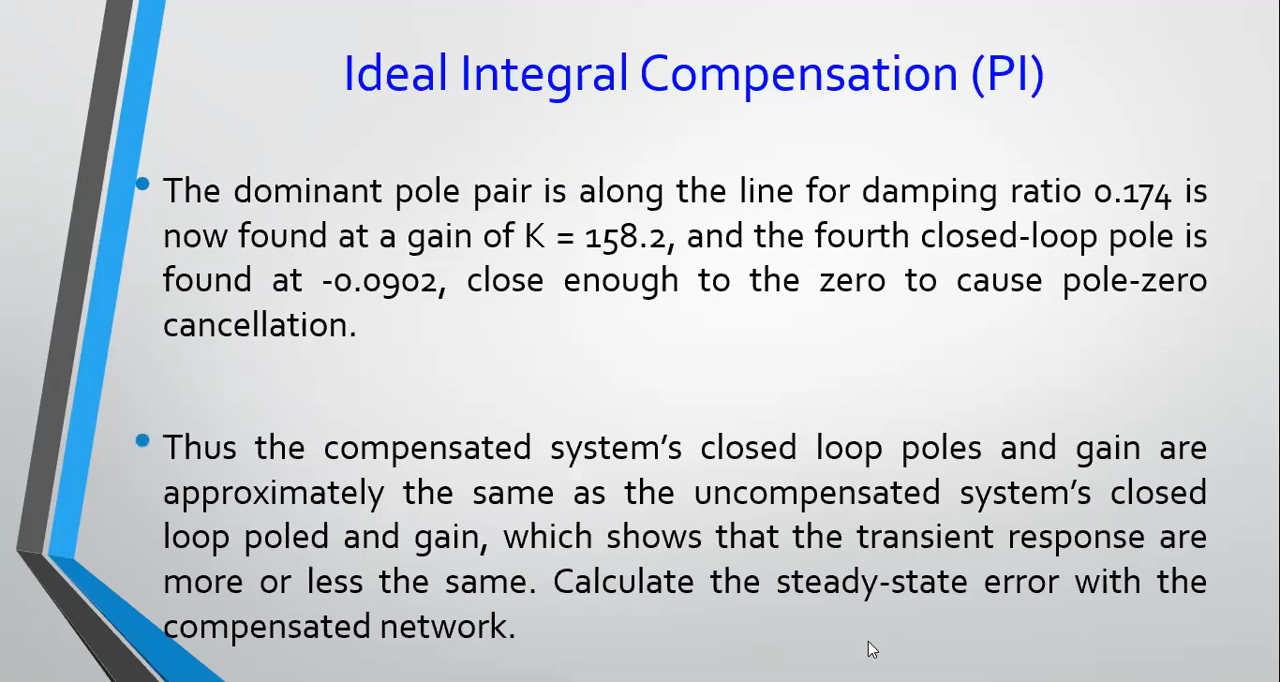 Ideal Integral Compensation (PI)
The dominant pole pair is along the line for damping ratio 0.174 is
now found at a gain of K = 158.2, and the fourth closed-loop pole is
found at -0.0902, close enough to the zero to cause pole-zero
cancellation.
Thus the compensated system’s closed loop poles and gain are
approximately the same as the uncompensated system’s closed
loop poled and gain, which shows that the transient response are
more or less the same. Calculate the steady-state error with the
compensated network.